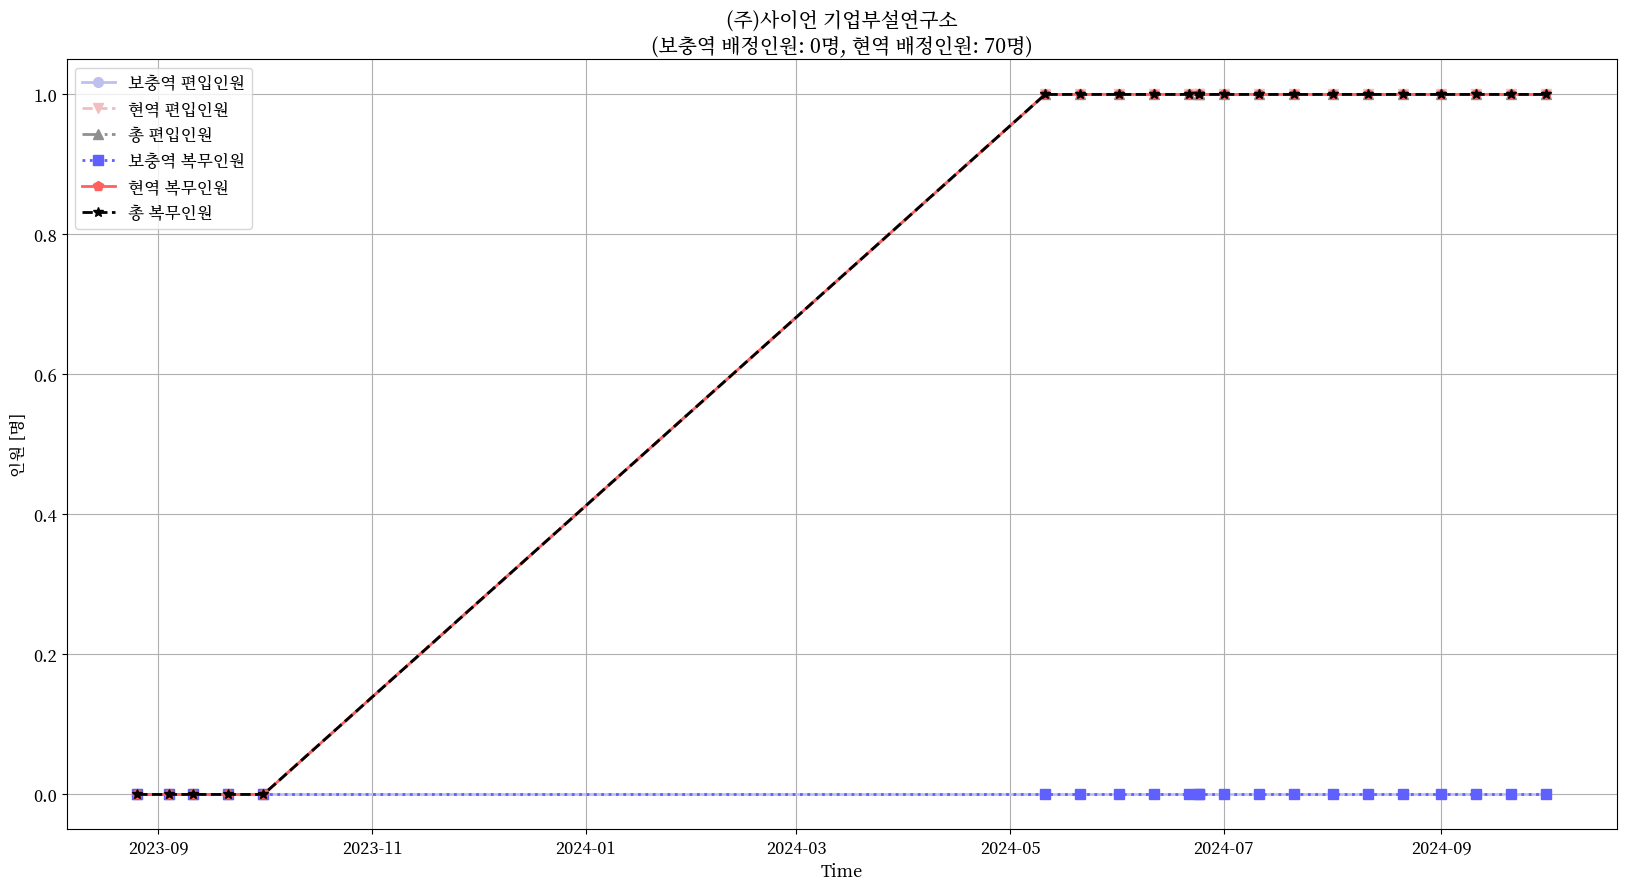 (주)사이언 기업부설연구소
(보충역 배정인원: 0명, 현역 배정인원: 70명)
보충역 편입인원
현역 편입인원
총 편입인원
보충역 복무인원
현역 복무인원
총 복무인원
1.0
0.8
0.6
0.4
0.2
0.0
인원 [명]
2023-09 2023-11 2024-01 2024-03 2024-05 2024-07 2024-09
Time